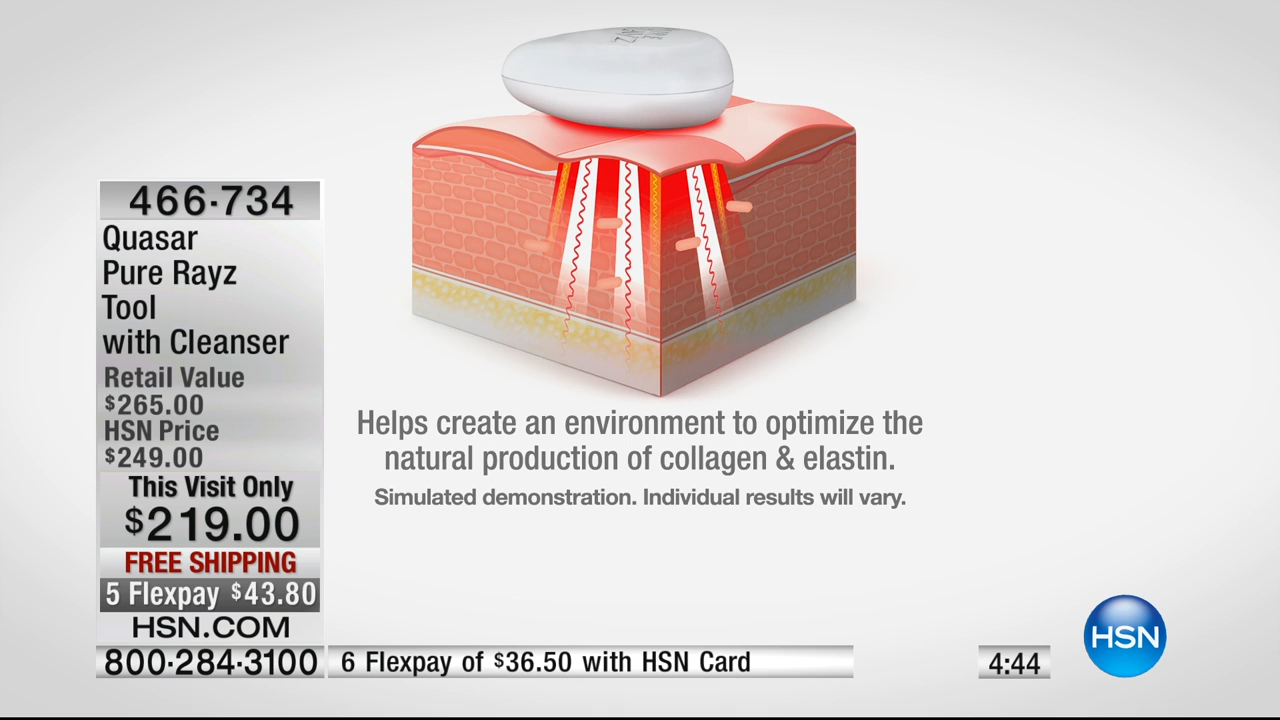 466·734
Quasar
Pure Rayz
Tool
with Cleanser
Retail Value
$265.00
HSN Price
$249.00
This Visit Only
$219.00
FREE SHIPPING
5 Flexpay $43.80
HSN.COM
800·284·3100
Helps create an environment to optimize the
natural production of collagen & elastin.
Simulated demonstration. Individual results will vary.
6 Flexpay of $36.50 with HSN Card
4:44
HSN